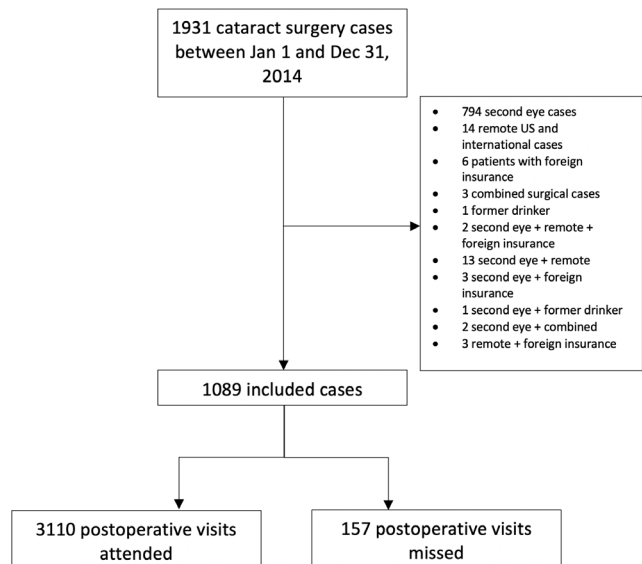 1931 cataract surgery cases
between Jan 1 and Dec 31,
2014
• 794 second eye cases
• 14 remote US and
international cases
• 6 patients with foreign
insurance
• 3 combined surgical cases
• 1 former drinker
• 2 second eye + remote +
foreign insurance
• 13 second eye + remote
• 3 second eye + foreign
insurance
• 1 second eye + former drinker
• 2 second eye + combined
• 3 remote + foreign insurance
1089 included cases
3110 postoperative visits
attended
157 postoperative visits
missed